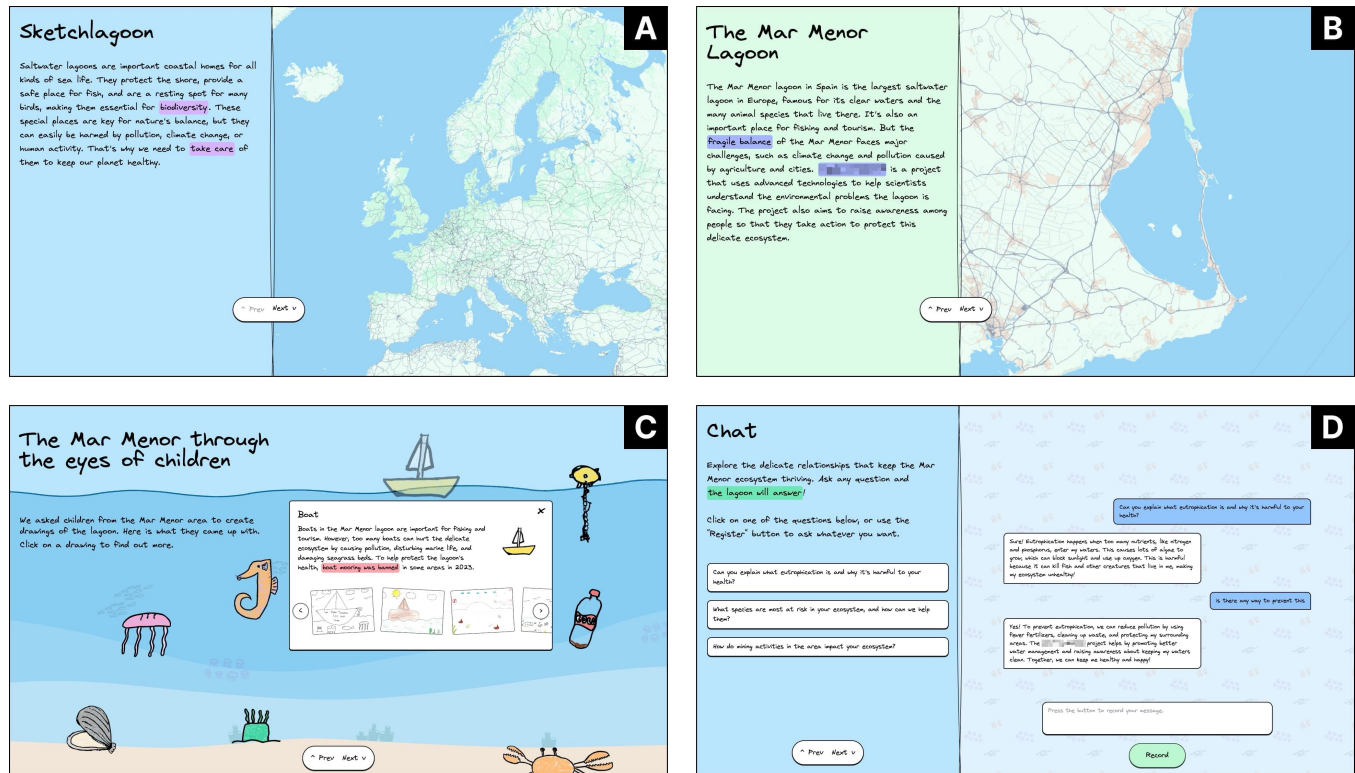 Sketchlagoon
A
Saltwater lagoons are important coastal homes for all
kinds of sea life. They protect the shore, provide a
safe place for fish, and are a resting spot for many
birds, making them essential for biodiversity. These
special places are key for nature's balance, but they
can easily be harmed by pollution, climate change, or
human activity. That's why we need to take care of
them to keep our planet healthy.
^ Prev Next v
The Mar Menor
Lagoon
B
The Mar Menor lagoon in Spain is the largest saltwater
lagoon in Europe, famous for its clear waters and the
many animal species that live there. It's also an
important place for fishing and tourism. But the
fragile balance of the Mar Menor faces major
challenges, such as climate change and pollution caused
by agriculture and cities. is a project
that uses advanced technologies to help scientists
understand the environmental problems the lagoon is
facing. The project also aims to raise awareness among
people so that they take action to protect this
delicate ecosystem.
^ Prev Next v
The Mar Menor through
the eyes of children
C
We asked children from the Mar Menor area to create
drawings of the lagoon. Here is what they came up with.
Click on a drawing to find out more.
Boat
Boats in the Mar Menor lagoon are important for fishing and
tourism. However, too many boats can hurt the delicate
ecosystem by causing pollution, disturbing marine life, and
damaging seagrass beds. To help protect the lagoon's
health, boat mooring was banned in some areas in 2023.
^ Prev Next v
Chat
D
Explore the delicate relationships that keep the Mar
Menor ecosystem thriving. Ask any question and
the lagoon will answer!
Click on one of the questions below, or use the
"Register" button to ask whatever you want.
Can you explain what eutrophication is and why it's harmful to your
health?
What species are most at risk in your ecosystem, and how can we help
them?
How do mining activities in the area impact your ecosystem?
^ Prev Next v
Can you explain what eutrophication is and why it's harmful to your
health?
Sure! Eutrophication happens when too many nutrients, like nitrogen
and phosphorus, enter my waters. This causes lots of algae to
grow, which can block sunlight and use up oxygen. This is harmful
because it can kill fish and other creatures that live in me, making
my ecosystem unhealthy!
is there any way to prevent this
Yes! To prevent eutrophication, we can reduce pollution by using
fewer fertilizers, cleaning up waste, and protecting my surrounding
areas. The project helps by promoting better
water management and raising awareness about keeping my waters
clean. Together, we can keep me healthy and happy!
Press the button to record your message.
Record